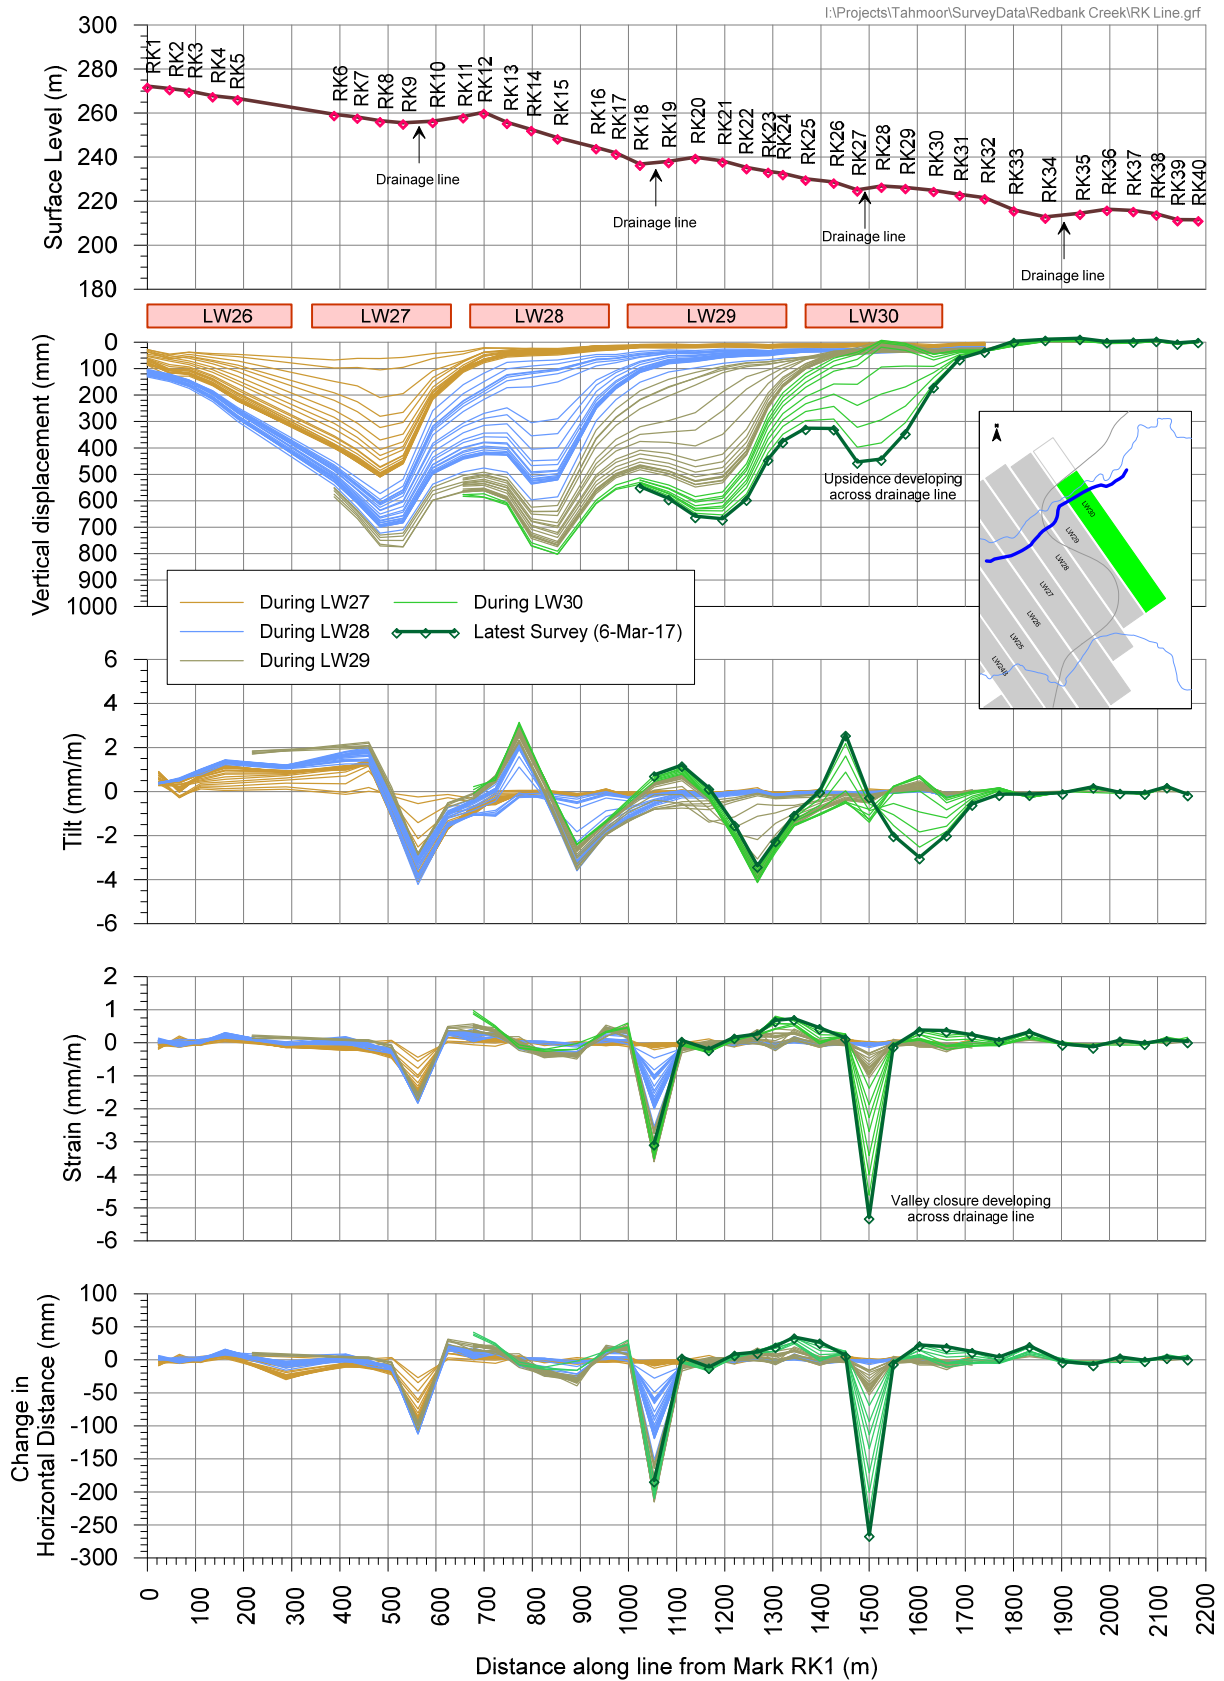 I:\Projects\Tahmoor\SurveyData\Redbank Creek\RK Line.grf
300
280
260
240
220
200
180
Surface Level (m)
RK1
RK2
RK3
RK4
RK5
RK6
RK7
RK8
RK9
RK10
RK11
RK12
RK13
RK14
RK15
RK16
RK17
RK18
RK19
RK20
RK21
RK22
RK23
RK24
RK25
RK26
RK27
RK28
RK29
RK30
RK31
RK32
RK33
RK34
RK35
RK36
RK37
RK38
RK39
RK40
Drainage line
Drainage line
Drainage line
Drainage line
LW26
LW27
LW28
LW29
LW30
0
100
200
300
400
500
600
700
800
900
1000
Vertical displacement (mm)
Upsidence developing
across drainage line
LW30
LW29
LW28
LW27
LW26
LW25
During LW27
During LW28
During LW29
During LW30
Latest Survey (6-Mar-17)
6
4
2
0
-2
-4
-6
Tilt (mm/m)
2
1
0
-1
-2
-3
-4
-5
-6
Strain (mm/m)
Valley closure developing
across drainage line
100
50
0
-50
-100
-150
-200
-250
-300
Change in
Horizontal Distance (mm)
0
100
200
300
400
500
600
700
800
900
1000
1100
1200
1300
1400
1500
1600
1700
1800
1900
2000
2100
2200
Distance along line from Mark RK1 (m)